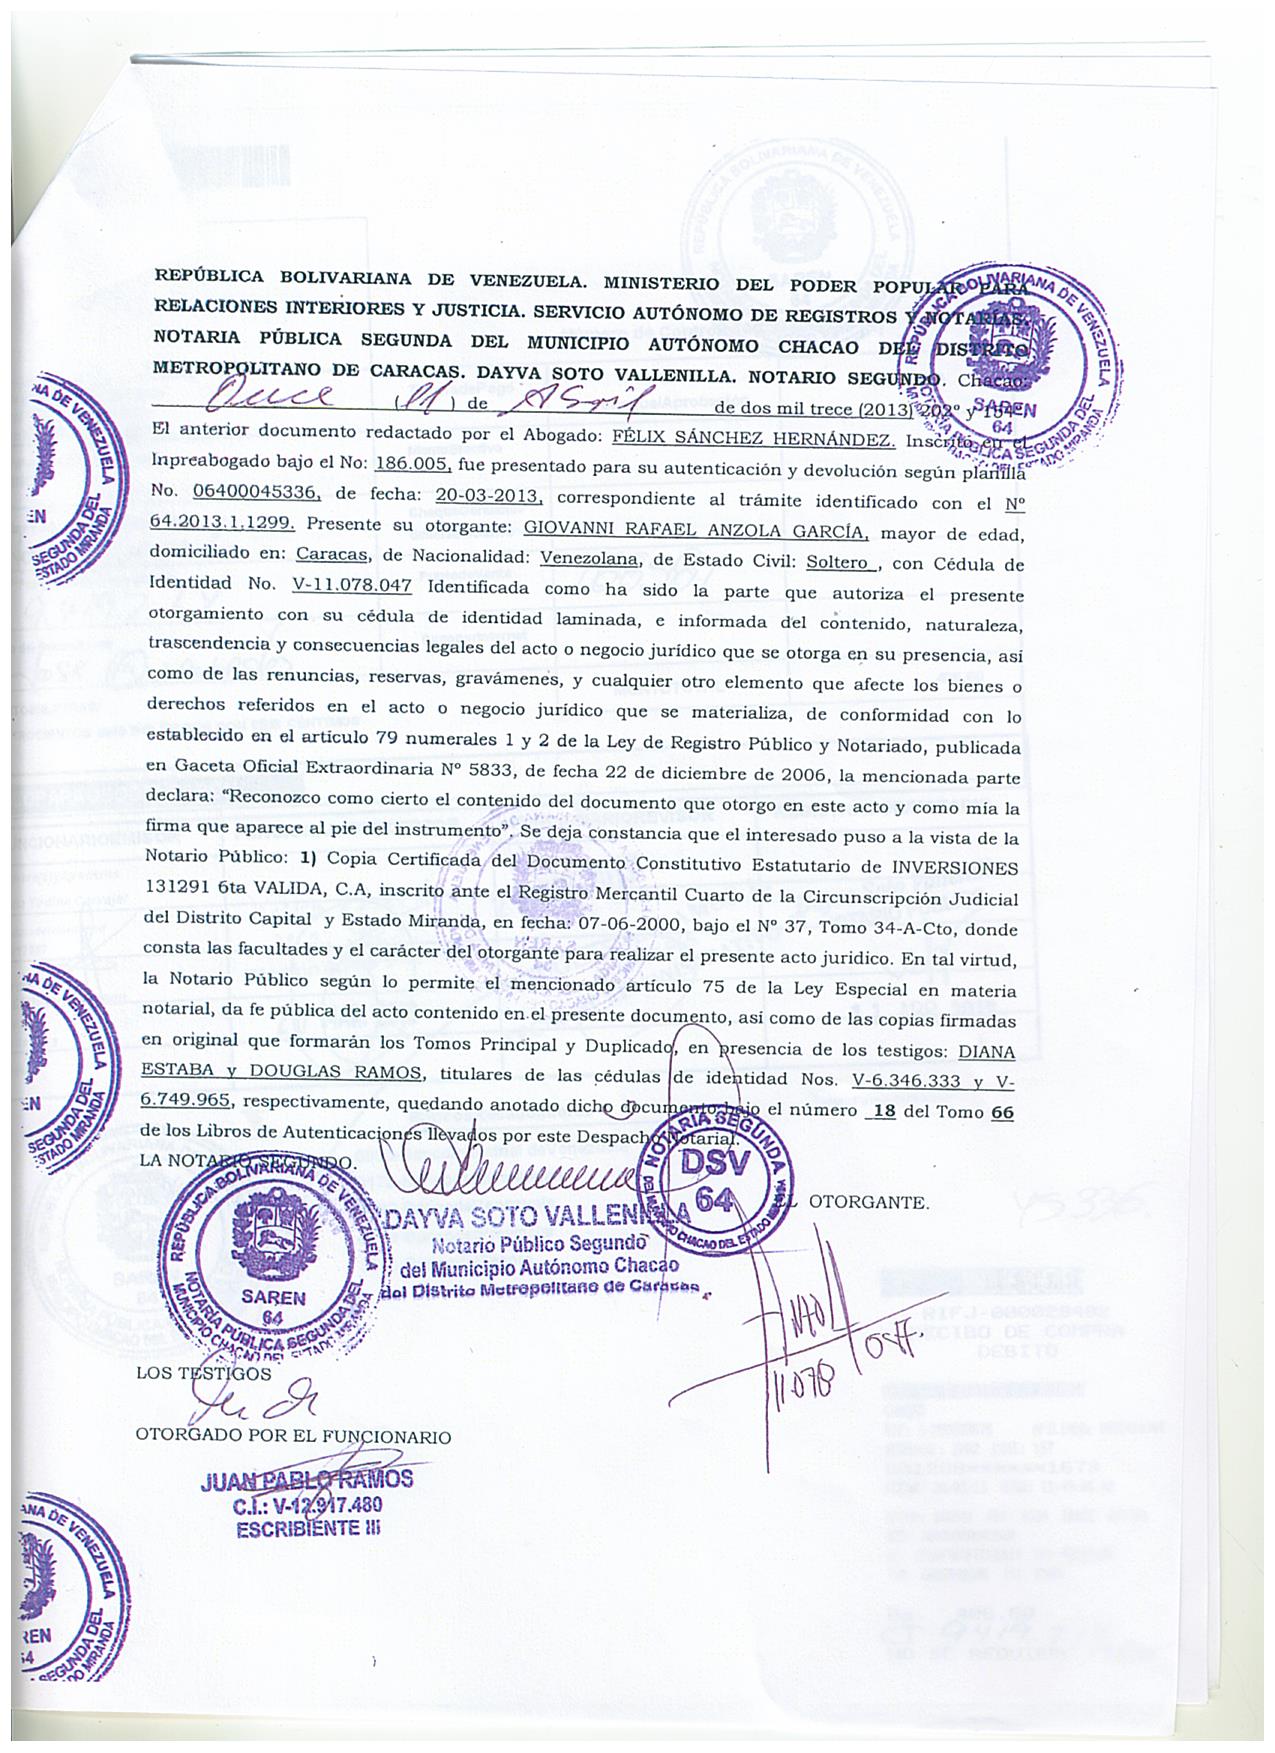 REPÚBLICA BOLIVARIANA DE VENEZUELA. MINISTERIO DEL PODER POPULAR PARA
RELACIONES INTERIORES Y JUSTICIA. SERVICIO AUTÓNOMO DE REGISTROS Y NOTARIAS.
NOTARIA PÚBLICA SEGUNDA DEL MUNICIPIO AUTÓNOMO CHACAO DEL DISTRITO
METROPOLITANO DE CARACAS. DAYVA SOTO VALLENILLA. NOTARIO SEGUNDO. Chacao,
Once (11) de Abril de dos mil trece (2013) 202° y 154°
El anterior documento redactado por el Abogado: FÉLIX SÁNCHEZ HERNÁNDEZ. Inscrito en el
Inpreabogado bajo el No: 186.005, fue presentado para su autenticación y devolución según planilla
No. 06400045336, de fecha: 20-03-2013, correspondiente al trámite identificado con el N°
64.2013.1.1299. Presente su otorgante: GIOVANNI RAFAEL ANZOLA GARCÍA, mayor de edad,
domiciliado en: Caracas, de Nacionalidad: Venezolana, de Estado Civil: Soltero , con Cédula de
Identidad No. V-11.078.047 Identificada como ha sido la parte que autoriza el presente
otorgamiento con su cédula de identidad laminada, e informada del contenido, naturaleza,
trascendencia y consecuencias legales del acto o negocio jurídico que se otorga en su presencia, así
como de las renuncias, reservas, gravámenes, y cualquier otro elemento que afecte los bienes o
derechos referidos en el acto o negocio jurídico que se materializa, de conformidad con lo
establecido en el artículo 79 numerales 1 y 2 de la Ley de Registro Público y Notariado, publicada
en Gaceta Oficial Extraordinaria N° 5833, de fecha 22 de diciembre de 2006, la mencionada parte
declara: “Reconozco como cierto el contenido del documento que otorgo en este acto y como mía la
firma que aparece al pie del instrumento”. Se deja constancia que el interesado puso a la vista de la
Notario Público: 1) Copia Certificada del Documento Constitutivo Estatutario de INVERSIONES
131291 6ta VALIDA, C.A, inscrito ante el Registro Mercantil Cuarto de la Circunscripción Judicial
del Distrito Capital y Estado Miranda, en fecha: 07-06-2000, bajo el N° 37, Tomo 34-A-Cto, donde
consta las facultades y el carácter del otorgante para realizar el presente acto jurídico. En tal virtud,
la Notario Público según lo permite el mencionado artículo 75 de la Ley Especial en materia
notarial, da fe pública del acto contenido en el presente documento, así como de las copias firmadas
en original que formarán los Tomos Principal y Duplicado, en presencia de los testigos: DIANA
ESTABA y DOUGLAS RAMOS, titulares de las cédulas de identidad Nos. V-6.346.333 y V-
6.749.965, respectivamente, quedando anotado dicho documento bajo el número 18 del Tomo 66
de los Libros de Autenticaciones llevados por este Despacho Notarial.
LA NOTARIO SEGUNDO.
EL OTORGANTE.
DAYVA SOTO VALLENILLA
Notario Público Segundo
del Municipio Autónomo Chacao
del Distrito Metropolitano de Caracas
NOTARIA SEGUNDA
DSV
64
DEL MUNICIPIO CHACAO DEL ESTADO MIRANDA
REPÚBLICA BOLIVARIANA DE VENEZUELA
SAREN
64
NOTARÍA PÚBLICA SEGUNDA DEL
MUNICIPIO CHACAO DEL ESTADO MIRANDA
11.078 047
LOS TESTIGOS
OTORGADO POR EL FUNCIONARIO
JUAN PABLO RAMOS
C.I.: V-12.917.480
ESCRIBIENTE III